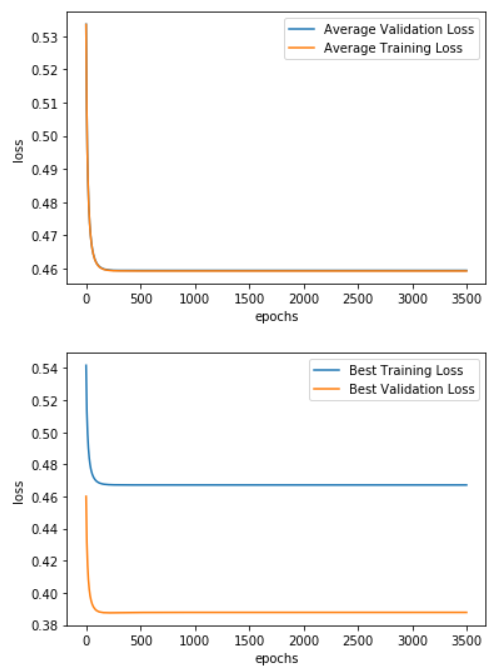 Average Validation Loss
Average Training Loss
0.53
0.52
0.51
0.50
0.49
0.48
0.47
0.46
loss
0 500 1000 1500 2000 2500 3000 3500
epochs
Best Training Loss
Best Validation Loss
0.54
0.52
0.50
0.48
0.46
0.44
0.42
0.40
0.38
loss
0 500 1000 1500 2000 2500 3000 3500
epochs